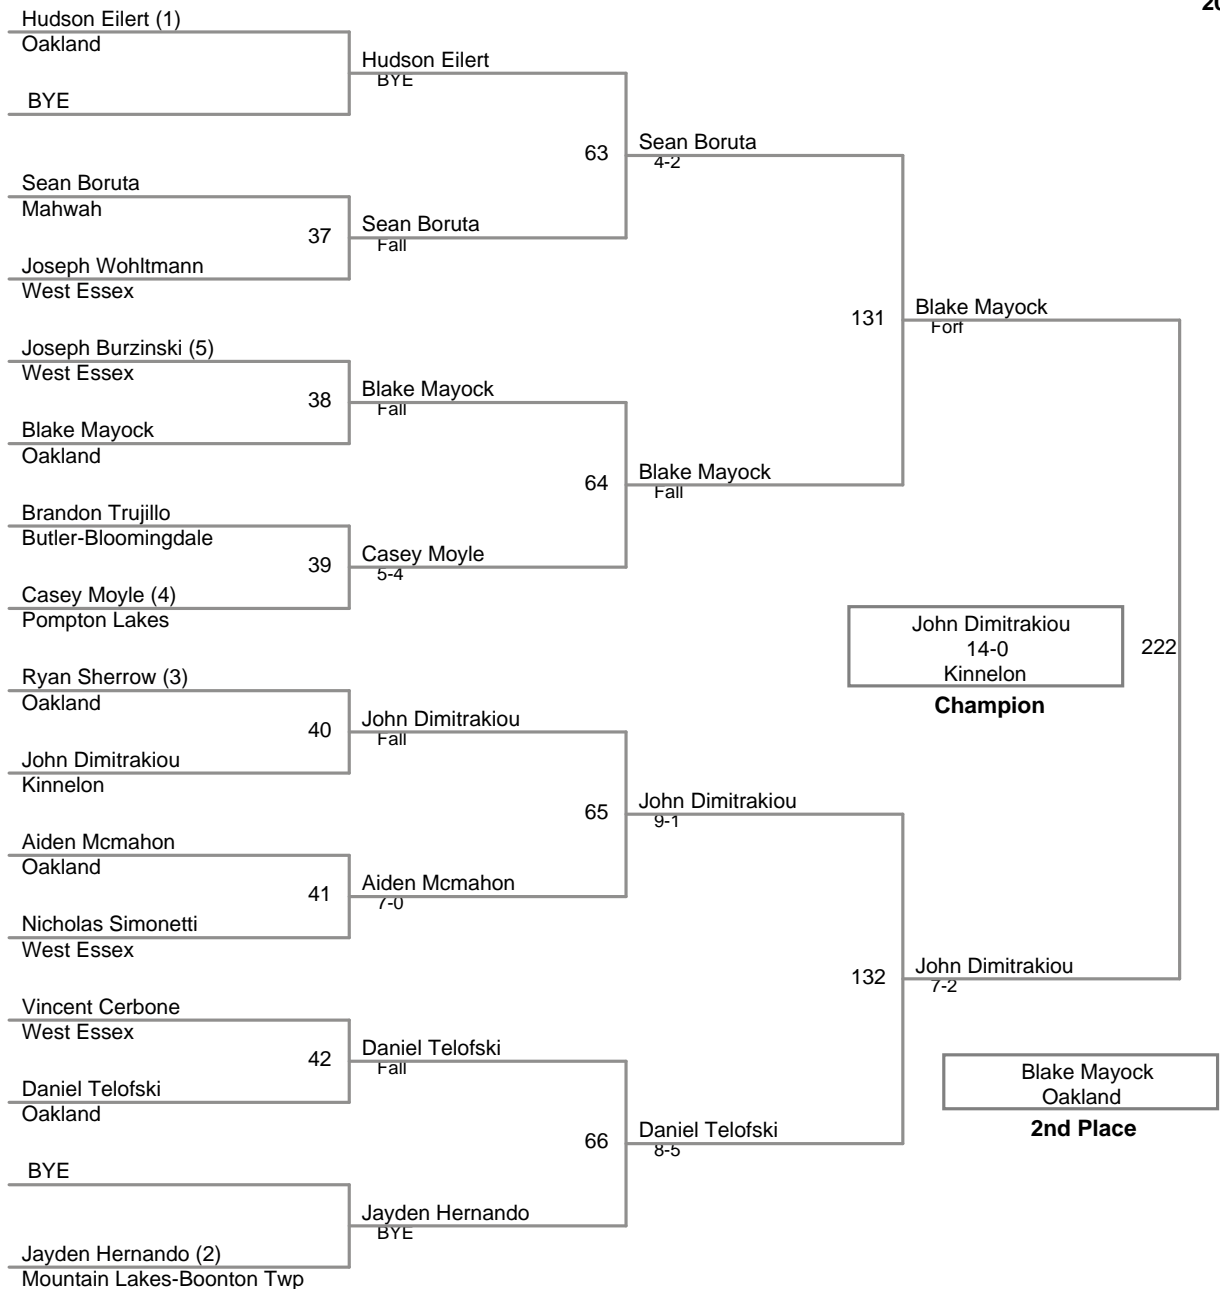 20
Hudson Eilert (1)
Oakland
BYE
Sean Boruta
Mahwah
37
Joseph Wohltmann
West Essex
Joseph Burzinski (5)
West Essex
38
Blake Mayock
Oakland
Brandon Trujillo
Butler-Bloomingdale
39
Casey Moyle (4)
Pompton Lakes
Ryan Sherrow (3)
Oakland
40
John Dimitrakiou
Kinnelon
Aiden Mcmahon
Oakland
41
Nicholas Simonetti
West Essex
Vincent Cerbone
West Essex
42
Daniel Telofski
Oakland
BYE
Jayden Hernando (2)
Mountain Lakes-Boonton Twp
Hudson Eilert
BYE
63
Sean Boruta
Fall
Blake Mayock
Fall
64
Casey Moyle
5-4
John Dimitrakiou
Fall
65
Aiden Mcmahon
7-0
Daniel Telofski
Fall
66
Jayden Hernando
BYE
Sean Boruta
4-2
131
Blake Mayock
Fall
John Dimitrakiou
9-1
132
Daniel Telofski
8-5
Blake Mayock
Forf
222
John Dimitrakiou
7-2
John Dimitrakiou
14-0
Kinnelon
Champion
Blake Mayock
Oakland
2nd Place